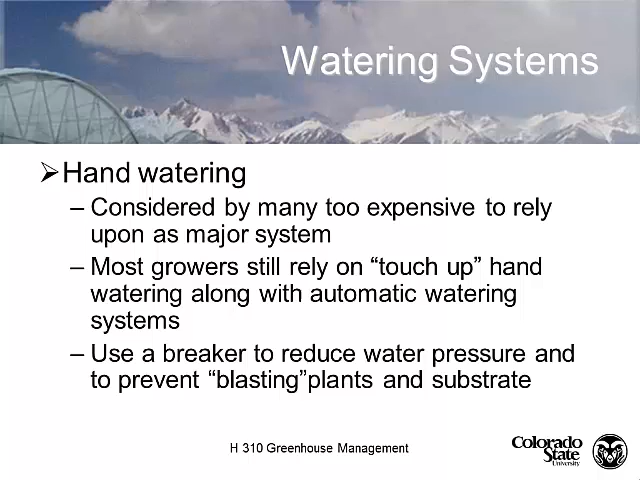 Watering Systems
➢Hand watering
– Considered by many too expensive to rely
upon as major system
– Most growers still rely on “touch up” hand
watering along with automatic watering
systems
– Use a breaker to reduce water pressure and
to prevent “blasting”plants and substrate
H 310 Greenhouse Management
Colorado
State
University